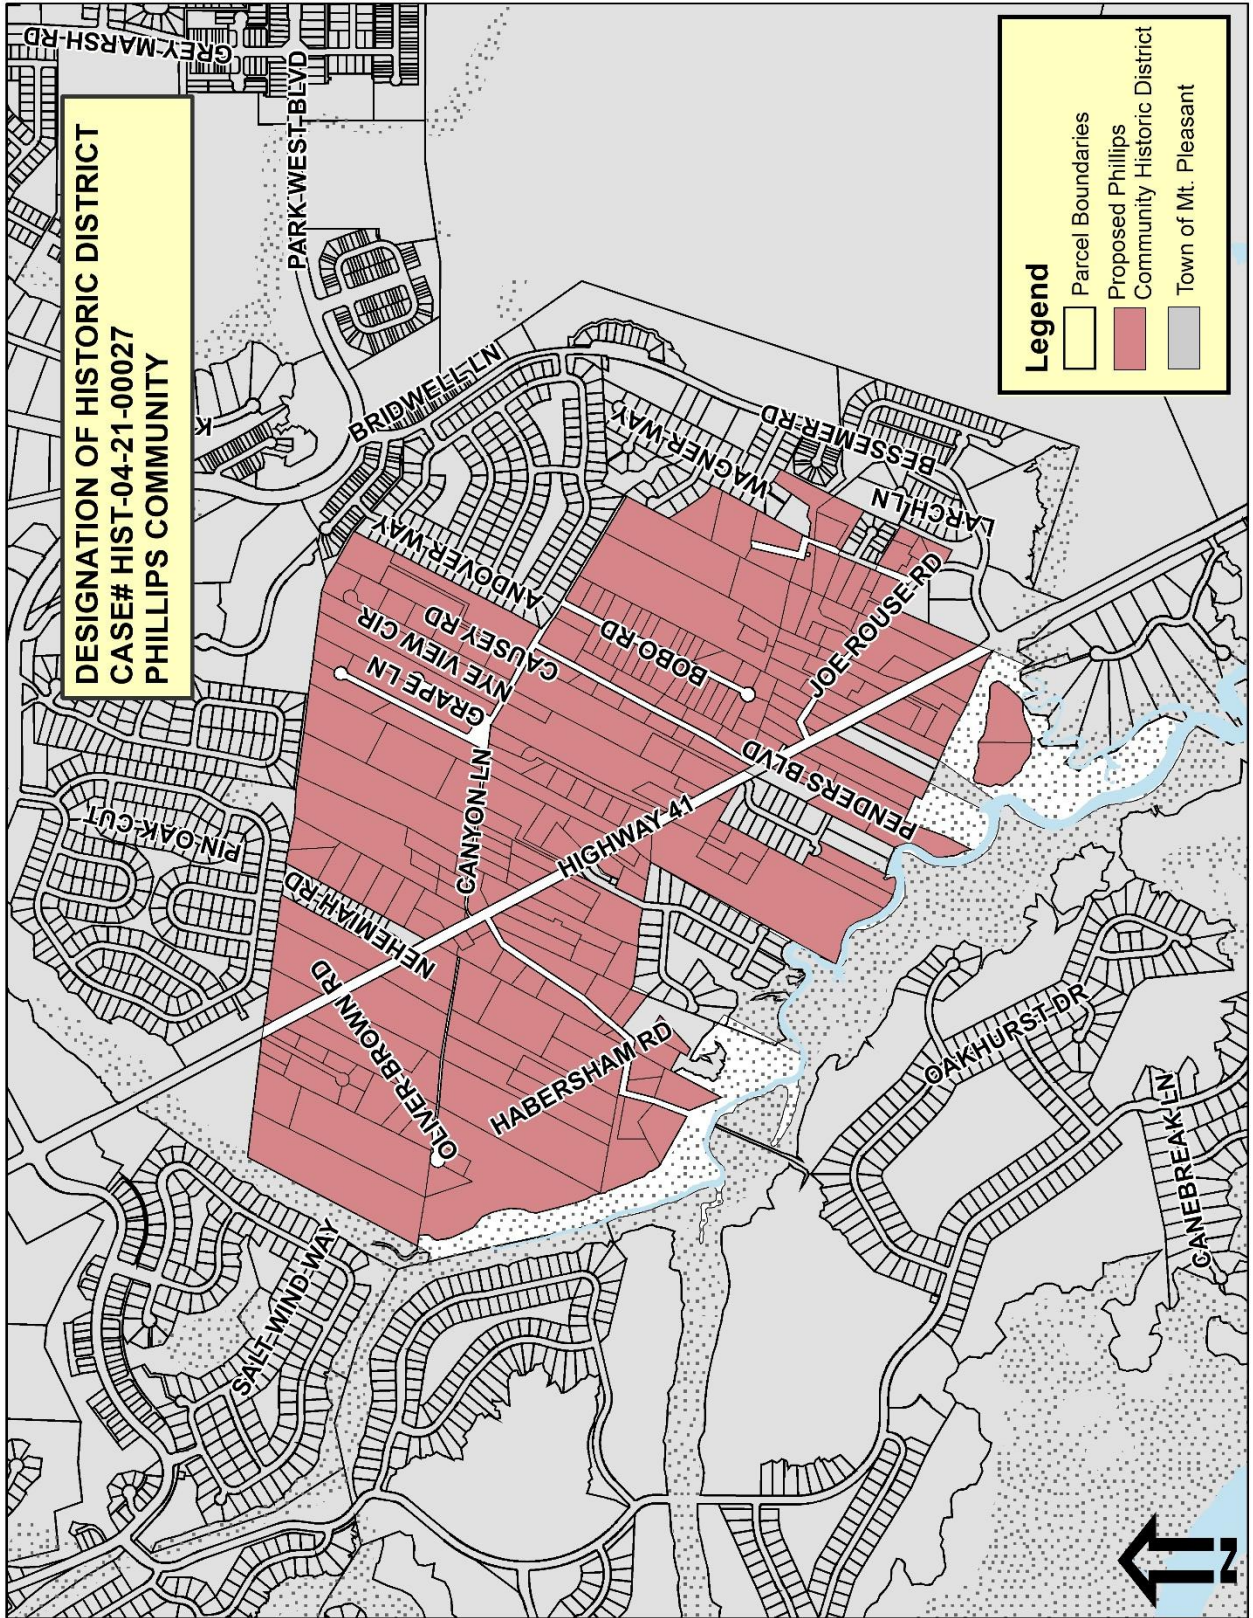 DESIGNATION OF HISTORIC DISTRICT
CASE# HIST-04-21-00027
PHILLIPS COMMUNITY
GREY MARSH RD
PARK WEST BLVD
K
BRIDWELL LN
PIN OAK CUT
ANDOVER WAY
CAUSEY RD
NYE VIEW CIR
GRAPE LN
CANYON LN
NEHEMIAH RD
OLIVER BROWN RD
HIGHWAY 41
HABERSHAM RD
BOBO RD
PENDERS BLVD
JOE ROUSE RD
WAGNER WAY
BESSEMER RD
LARCH LN
SALT WIND WAY
OAKHURST DR
CANEBREAK LN
Legend
Parcel Boundaries
Proposed Phillips
Community Historic District
Town of Mt. Pleasant
N